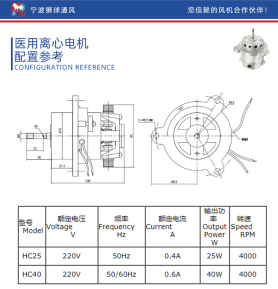 宁波狮球通风
您信赖的风机合作伙伴！
医用离心电机
配置参考
CONFIGURATION REFERENCE
型号 Model 额定电压 Voltage V 频率 Frequency Hz 额定电流 Current A 输出功率 Output Power W 转速 Speed RPM
HC25 220V 50Hz 0.4A 25W 4000
HC40 220V 50/60Hz 0.6A 40W 4000